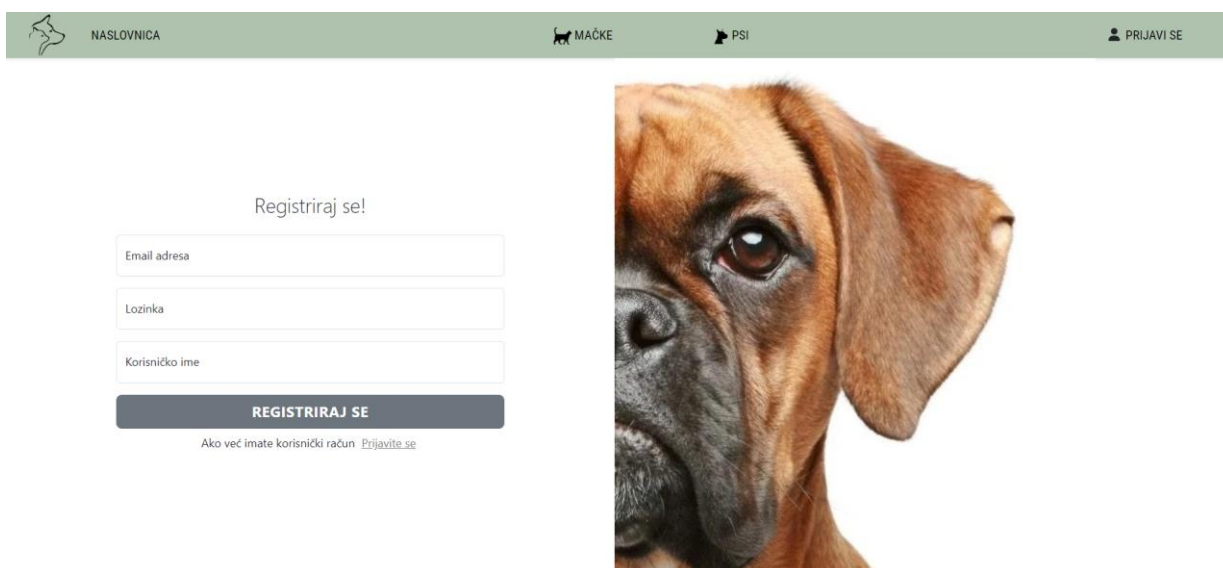 NASLOVNICA
MAČKE
PSI
PRIJAVI SE
Registriraj se!
Email adresa
Lozinka
Korisničko ime
REGISTRIRAJ SE
Ako već imate korisnički račun Prijavite se